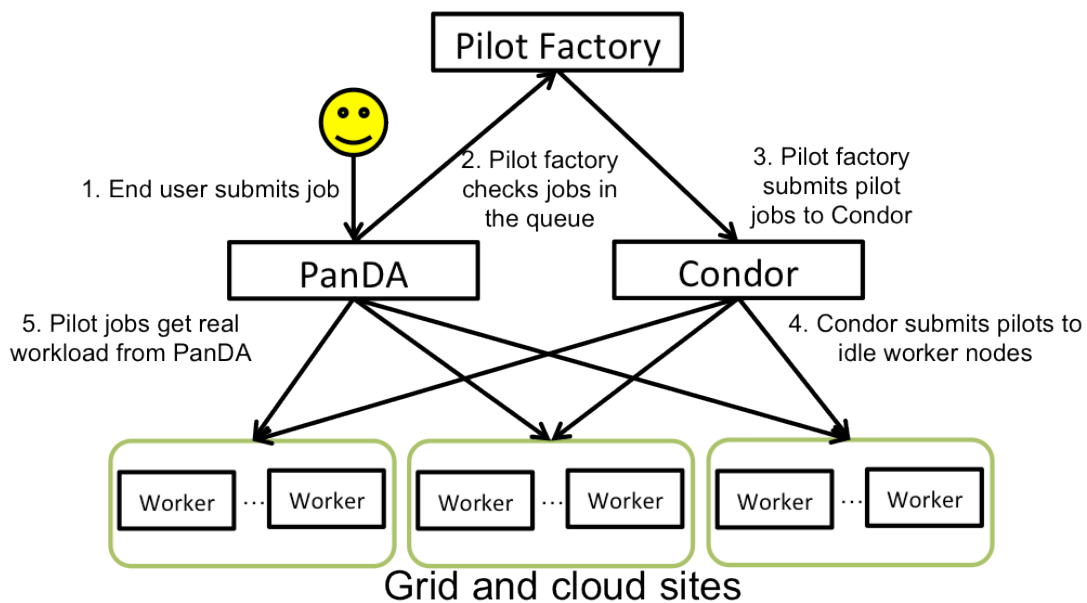 Pilot Factory
1. End user submits job
2. Pilot factory
checks jobs in
the queue
3. Pilot factory
submits pilot
jobs to Condor
PanDA
Condor
5. Pilot jobs get real
workload from PanDA
4. Condor submits pilots to
idle worker nodes
Worker ... Worker
Worker ... Worker
Worker ... Worker
Grid and cloud sites